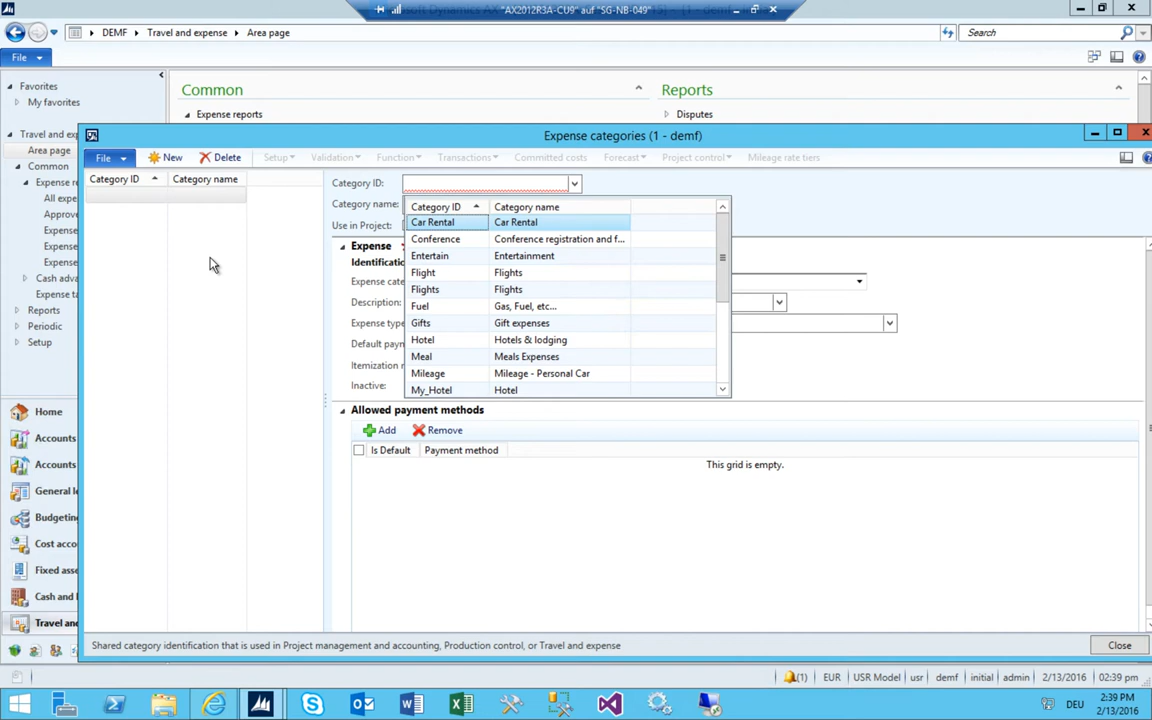 "AX2012R3A-CU9" auf "SG-NB-049"
DEMF Travel and expense Area page
Search
File
Favorites
My favorites
Travel and exp
Area page
Common
Expense re
All expe
Approve
Expense
Expense
Expense
Cash adva
Expense ta
Reports
Periodic
Setup
Home
Accounts
Accounts
General le
Budgeting
Cost acco
Fixed asse
Cash and b
Travel and
Common
Expense reports
Reports
Disputes
Expense categories (1 - demf)
File New Delete Setup Validation Function Transactions Committed costs Forecast Project control Mileage rate tiers
Category ID Category name
Category ID:
Category name:
Use in Project:
Expense
Identificati
Expense cate
Description:
Expense type
Default payn
Itemization r
Inactive:
Category ID Category name
Car Rental Car Rental
Conference Conference registration and f...
Entertain Entertainment
Flight Flights
Flights Flights
Fuel Gas, Fuel, etc...
Gifts Gift expenses
Hotel Hotels & lodging
Meal Meals Expenses
Mileage Mileage - Personal Car
My_Hotel Hotel
Allowed payment methods
Add Remove
Is Default Payment method
This grid is empty.
Shared category identification that is used in Project management and accounting, Production control, or Travel and expense
Close
(1) EUR USR Model usr demf initial admin 2/13/2016 02:39 pm
DEU
2:39 PM
2/13/2016